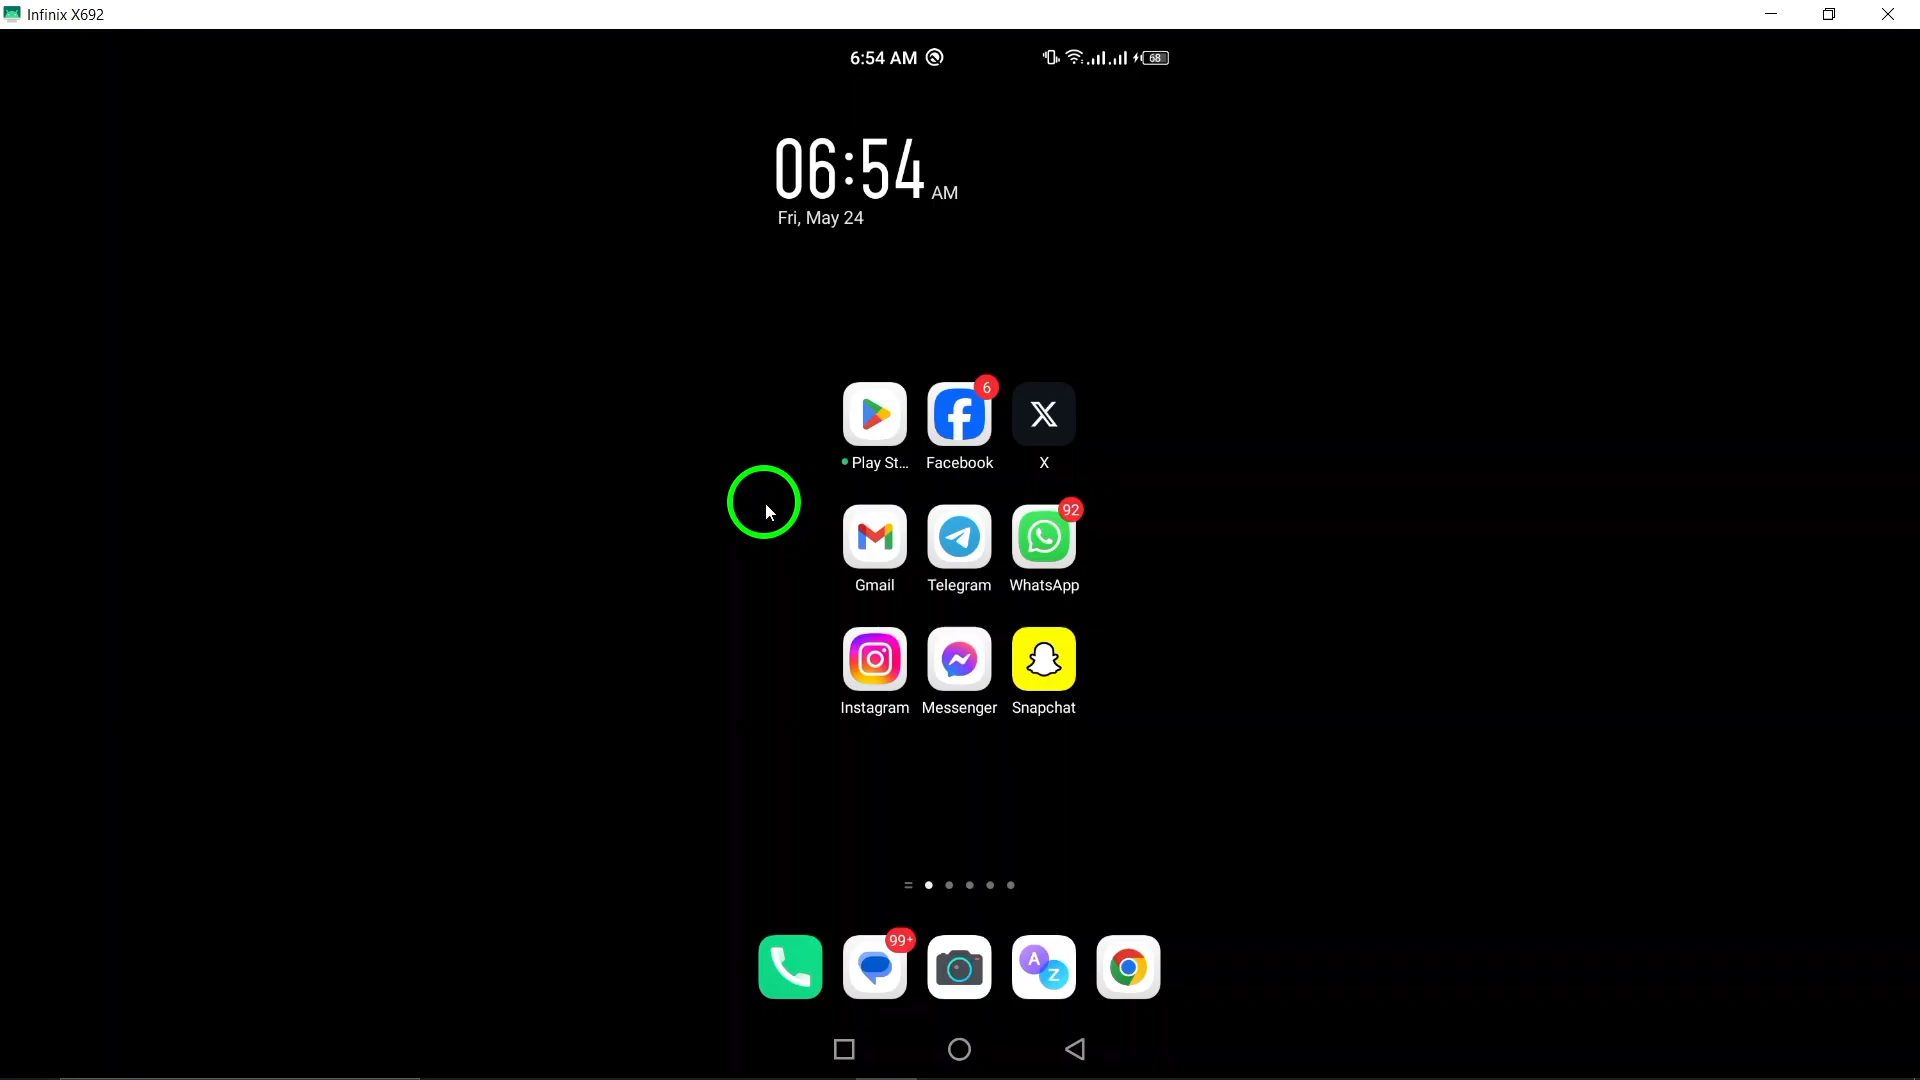 Infinix X692
6:54 AM
68
06:54 AM
Fri, May 24
6
Play St... Facebook X
92
Gmail Telegram WhatsApp
Instagram Messenger Snapchat
99+
A
Z